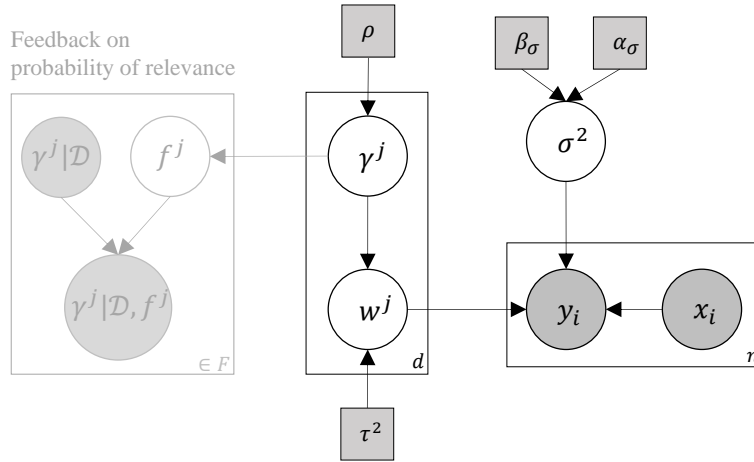 Feedback on
probability of relevance
ρ
β_σ
α_σ
γ^j|𝒟
f^j
γ^j
σ^2
γ^j|𝒟, f^j
w^j
y_i
x_i
∈ F
d
τ^2